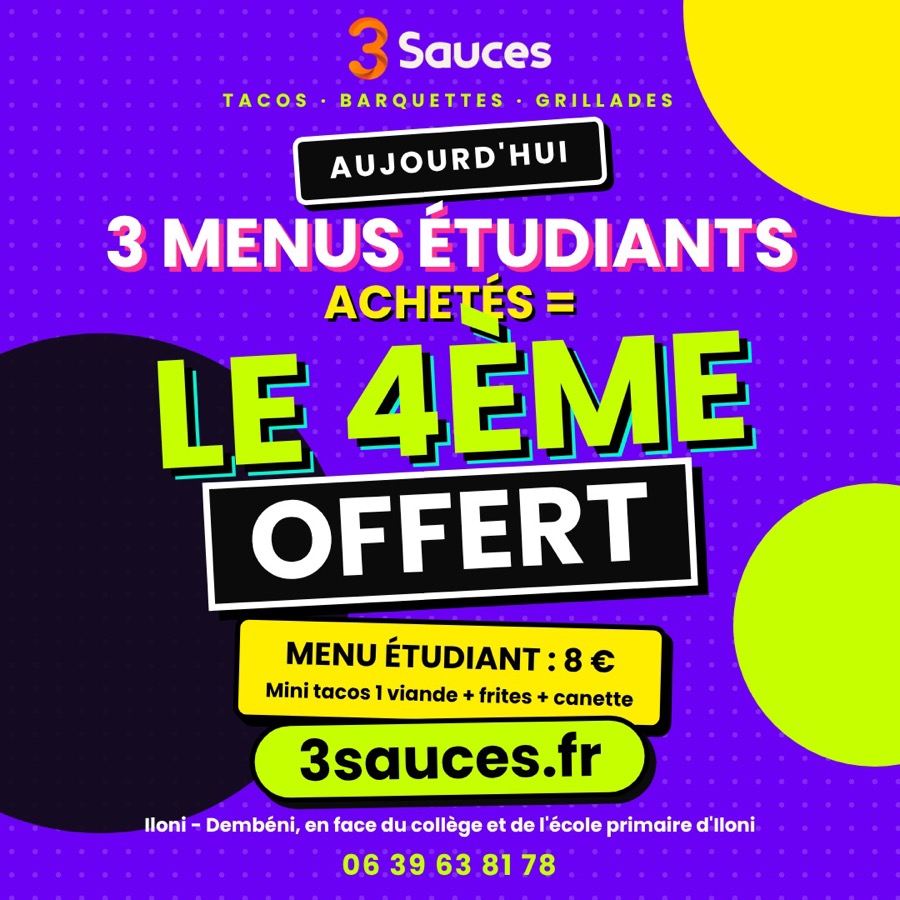 3 Sauces
TACOS · BARQUETTES · GRILLADES
AUJOURD'HUI
3 MENUS ÉTUDIANTS
ACHETÉS =
LE 4ÈME
OFFERT
MENU ÉTUDIANT : 8 €
Mini tacos 1 viande + frites + canette
3sauces.fr
Iloni - Dembéni, en face du collège et de l'école primaire d'Iloni
06 39 63 81 78